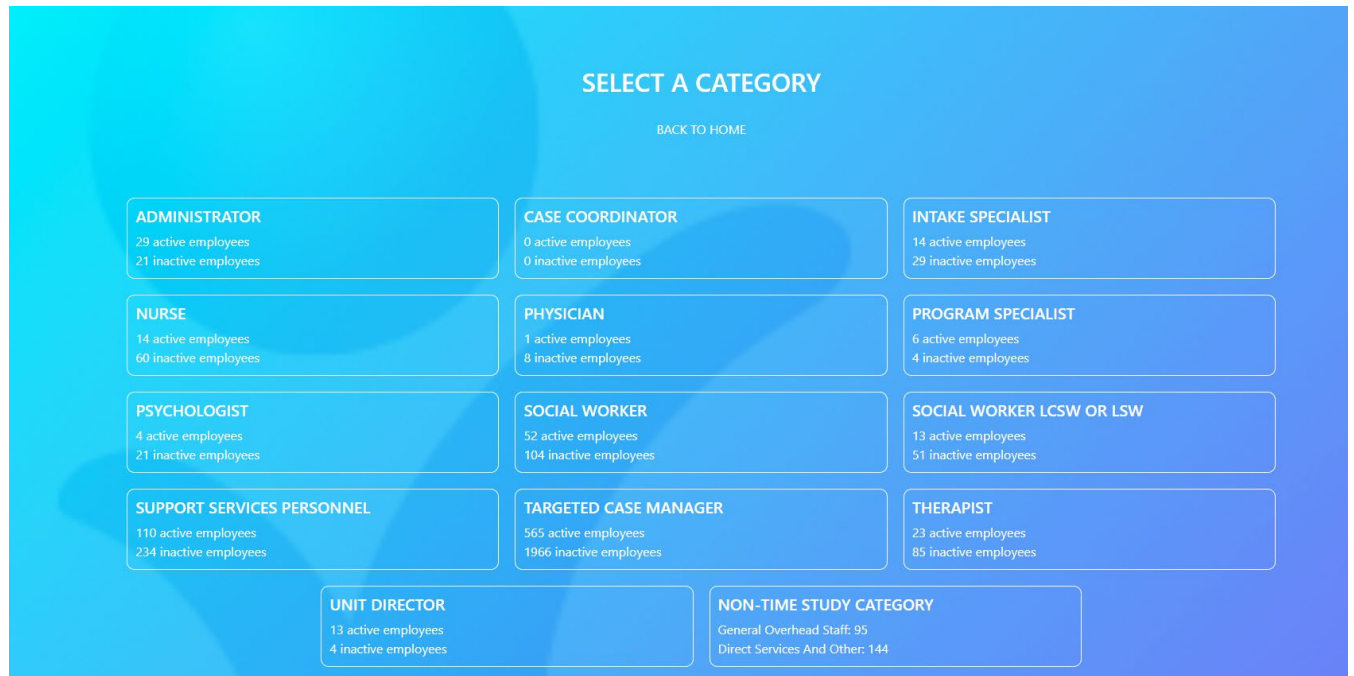 SELECT A CATEGORY
BACK TO HOME
ADMINISTRATOR
29 active employees
21 inactive employees
CASE COORDINATOR
0 active employees
0 inactive employees
INTAKE SPECIALIST
14 active employees
29 inactive employees
NURSE
14 active employees
60 inactive employees
PHYSICIAN
1 active employees
8 inactive employees
PROGRAM SPECIALIST
6 active employees
4 inactive employees
PSYCHOLOGIST
4 active employees
21 inactive employees
SOCIAL WORKER
52 active employees
104 inactive employees
SOCIAL WORKER LCSW OR LSW
13 active employees
51 inactive employees
SUPPORT SERVICES PERSONNEL
110 active employees
234 inactive employees
TARGETED CASE MANAGER
565 active employees
1966 inactive employees
THERAPIST
23 active employees
85 inactive employees
UNIT DIRECTOR
13 active employees
4 inactive employees
NON-TIME STUDY CATEGORY
General Overhead Staff: 95
Direct Services And Other: 144